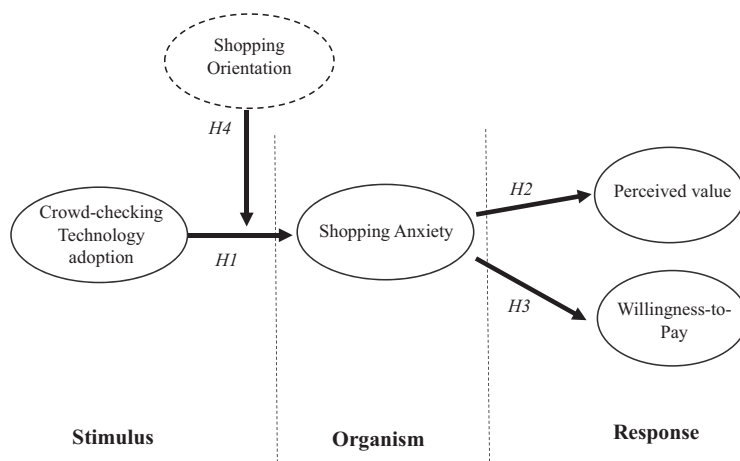 Shopping
Orientation
H4
Crowd-checking
Technology
adoption
H1
Shopping Anxiety
H2
Perceived value
H3
Willingness-to-
Pay
Stimulus
Organism
Response